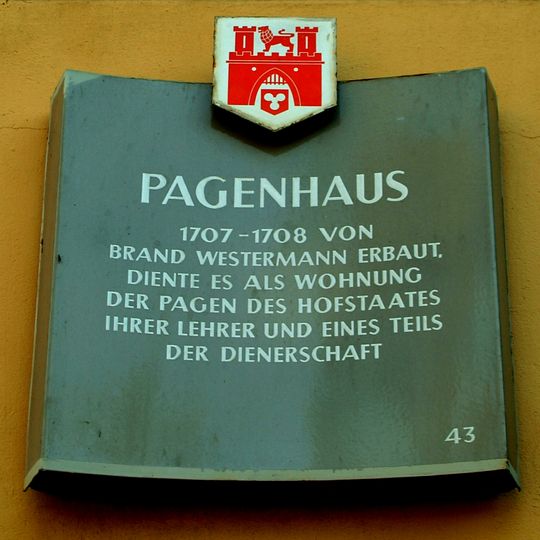 PAGENHAUS
1707-1708 VON
BRAND WESTERMANN ERBAUT,
DIENTE ES ALS WOHNUNG
DER PAGEN DES HOFSTAATES
IHRER LEHRER UND EINES TEILS
DER DIENERSCHAFT
43